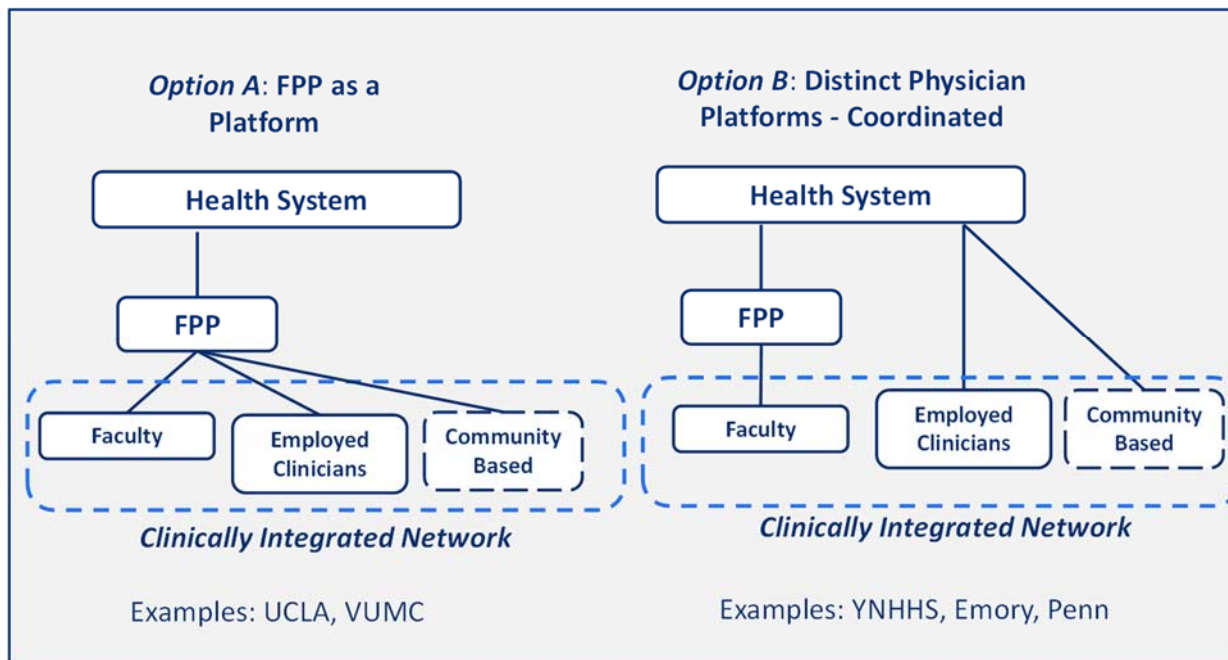 Option A: FPP as a
Platform
Health System
FPP
Faculty
Employed
Clinicians
Community
Based
Clinically Integrated Network
Examples: UCLA, VUMC
Option B: Distinct Physician
Platforms - Coordinated
Health System
FPP
Faculty
Employed
Clinicians
Community
Based
Clinically Integrated Network
Examples: YNHHS, Emory, Penn